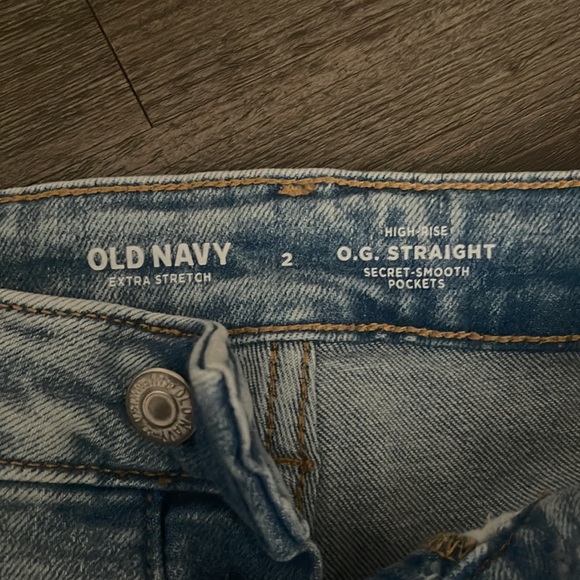 OLD NAVY
EXTRA STRETCH
2
HIGH-RISE
O.G. STRAIGHT
SECRET-SMOOTH
POCKETS
OLD NAVY